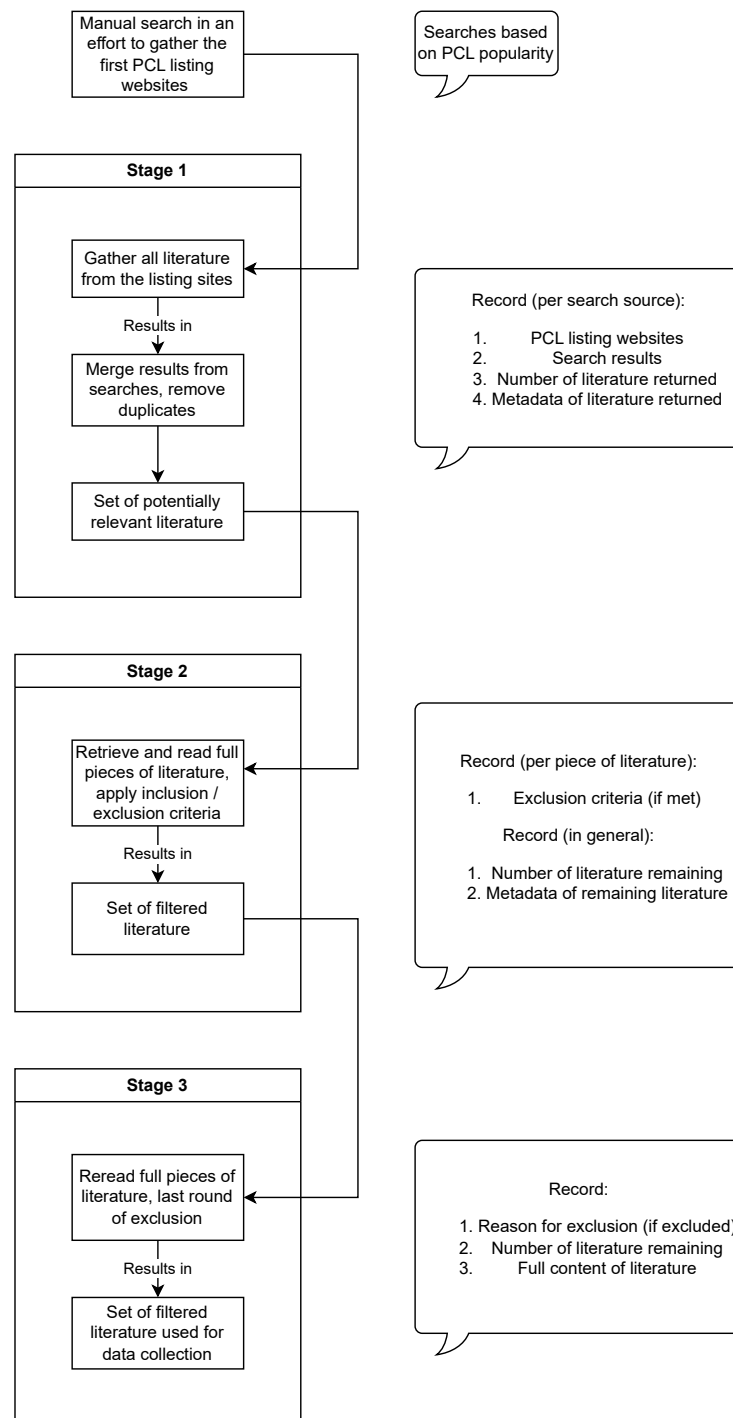 Manual search in an
effort to gather the
first PCL listing
websites
Searches based
on PCL popularity
Stage 1
Gather all literature
from the listing sites
Results in
Merge results from
searches, remove
duplicates
Set of potentially
relevant literature
Record (per search source):
1. PCL listing websites
2. Search results
3. Number of literature returned
4. Metadata of literature returned
Stage 2
Retrieve and read full
pieces of literature,
apply inclusion /
exclusion criteria
Results in
Set of filtered
literature
Record (per piece of literature):
1. Exclusion criteria (if met)
Record (in general):
1. Number of literature remaining
2. Metadata of remaining literature
Stage 3
Reread full pieces of
literature, last round
of exclusion
Results in
Set of filtered
literature used for
data collection
Record:
1. Reason for exclusion (if excluded)
2. Number of literature remaining
3. Full content of literature